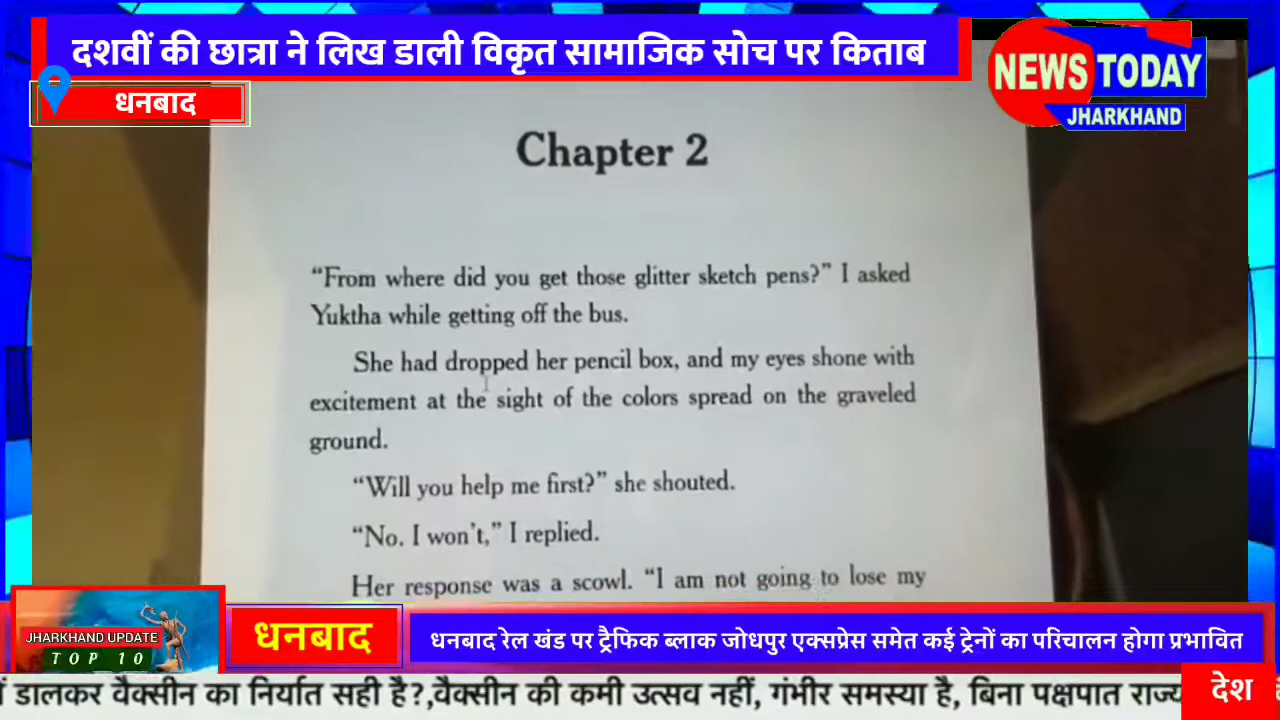 दशवीं की छात्रा ने लिख डाली विकृत सामाजिक सोच पर किताब
धनबाद
NEWS TODAY
JHARKHAND
Chapter 2
“From where did you get those glitter sketch pens?” I asked
Yuktha while getting off the bus.
She had dropped her pencil box, and my eyes shone with
excitement at the sight of the colors spread on the graveled
ground.
“Will you help me first?” she shouted.
“No. I won’t,” I replied.
Her response was a scowl. “I am not going to lose my
JHARKHAND UPDATE
TOP 10
धनबाद
धनबाद रेल खंड पर ट्रैफिक ब्लाक जोधपुर एक्सप्रेस समेत कई ट्रेनों का परिचालन होगा प्रभावित
डालकर वैक्सीन का निर्यात सही है?,वैक्सीन की कमी उत्सव नहीं, गंभीर समस्या है, बिना पक्षपात राज्य
देश